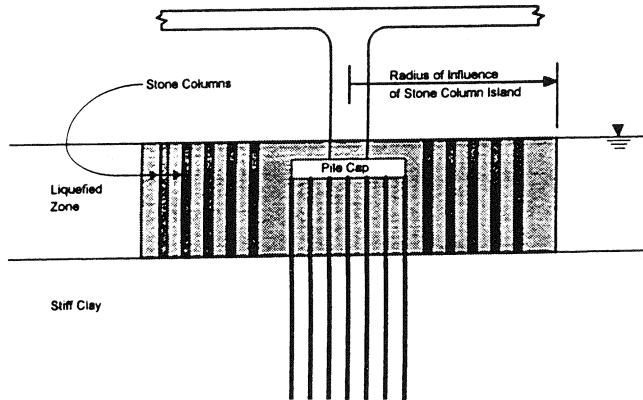 Radius of Influence
of Stone Column Island
Stone Columns
Pile Cap
Liquefied
Zone
Stiff Clay